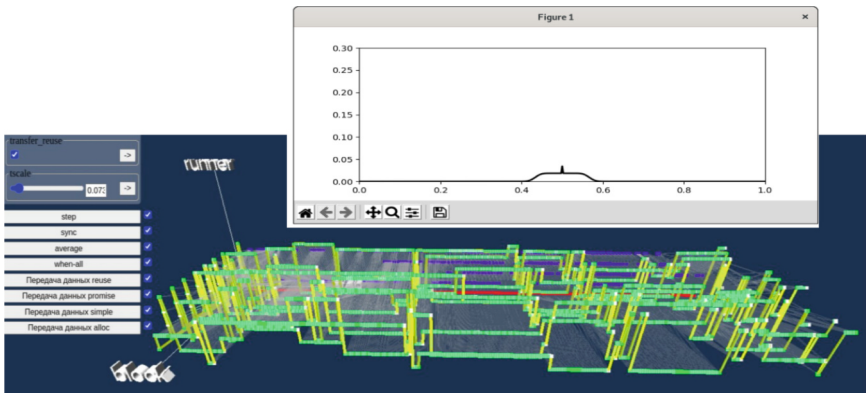 Figure 1
×
0.30
0.25
0.20
0.15
0.10
0.05
0.00
0.0 0.2 0.4 0.6 0.8 1.0
transfer_reuse
->
tscale
0.073 ->
runner
step
sync
average
when-all
Передача данных reuse
Передача данных promise
Передача данных simple
Передача данных alloc